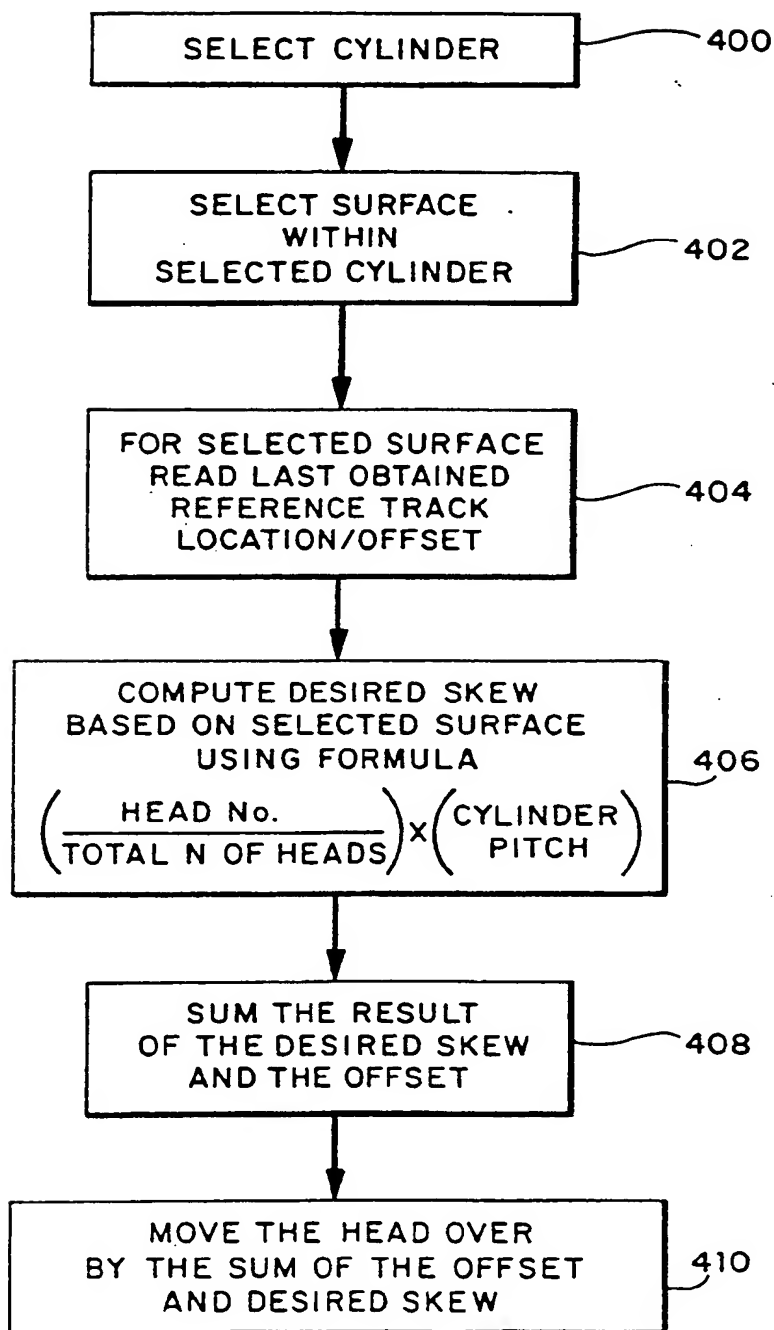 SELECT CYLINDER
400
SELECT SURFACE
WITHIN
SELECTED CYLINDER
402
FOR SELECTED SURFACE
READ LAST OBTAINED
REFERENCE TRACK
LOCATION/OFFSET
404
COMPUTE DESIRED SKEW
BASED ON SELECTED SURFACE
USING FORMULA
(HEAD No. / TOTAL N OF HEADS) X (CYLINDER PITCH)
406
SUM THE RESULT
OF THE DESIRED SKEW
AND THE OFFSET
408
MOVE THE HEAD OVER
BY THE SUM OF THE OFFSET
AND DESIRED SKEW
410